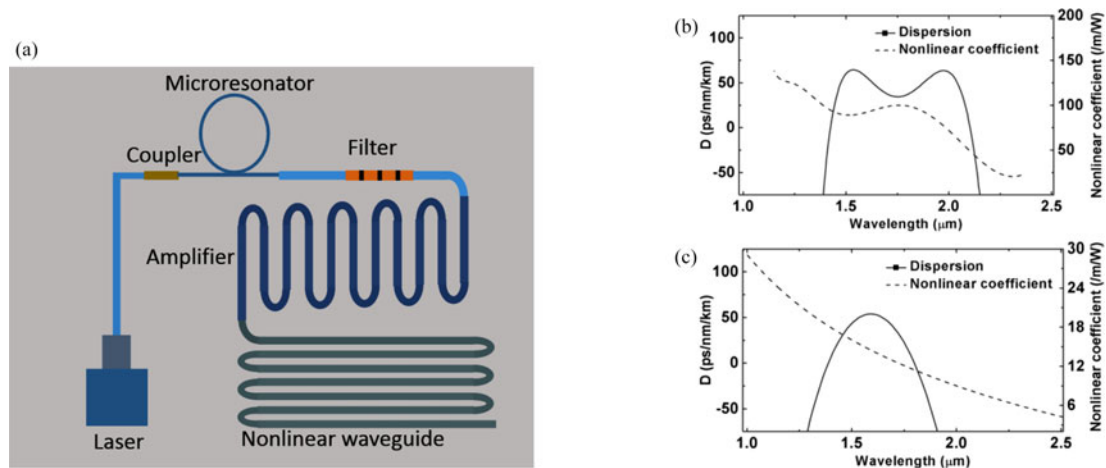 (a)
Microresonator
Coupler
Filter
Amplifier
Laser
Nonlinear waveguide
(b)
D (ps/nm/km)
100
50
0
-50
Dispersion
Nonlinear coefficient
200
150
100
50
Nonlinear coefficient (/m/W)
1.0 1.5 2.0 2.5
Wavelength (μm)
(c)
D (ps/nm/km)
100
50
0
-50
Dispersion
Nonlinear coefficient
30
24
18
12
6
Nonlinear coefficient (/m/W)
1.0 1.5 2.0 2.5
Wavelength (μm)